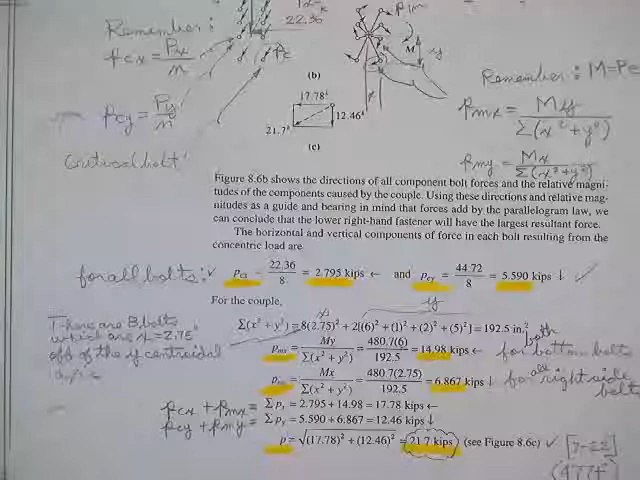 Remember:
22.36
Pcx = Px/n
Pc
M
(b)
Remember: M=Pe
17.78k
12.46k
21.7k
(c)
Pcy = Py/n
Pmx = My/Σ(x² + y²)
Pmy = Mx/Σ(x² + y²)
Critical bolt
Figure 8.6b shows the directions of all component bolt forces and the relative magni-
tudes of the components caused by the couple. Using these directions and relative mag-
nitudes as a guide and bearing in mind that forces add by the parallelogram law, we
can conclude that the lower right-hand fastener will have the largest resultant force.
The horizontal and vertical components of force in each bolt resulting from the
concentric load are
for all bolts: ✓ pcx = 22.36/8 = 2.795 kips ← and pcy = 44.72/8 = 5.590 kips ↓ ✓
For the couple,
y
Σ(x² + y²) = 8(2.75)² + 2[(6)² + (1)² + (2)² + (5)²] = 192.5 in.²
There are 8 bolts
which are x = 2.75"
off of the y centroidal
axis
pmx = My/Σ(x² + y²) = 480.7(6)/192.5 = 14.98 kips ← for both bottom bolts
pmy = Mx/Σ(x² + y²) = 480.7(2.75)/192.5 = 6.867 kips ↓ for all right side bolts
pcx + pmx = Σpx = 2.795 + 14.98 = 17.78 kips ←
pcy + pmy = Σpy = 5.590 + 6.867 = 12.46 kips ↓
p = √(17.78)² + (12.46)² = 21.7 kips (see Figure 8.6c) ✓
[7-22]